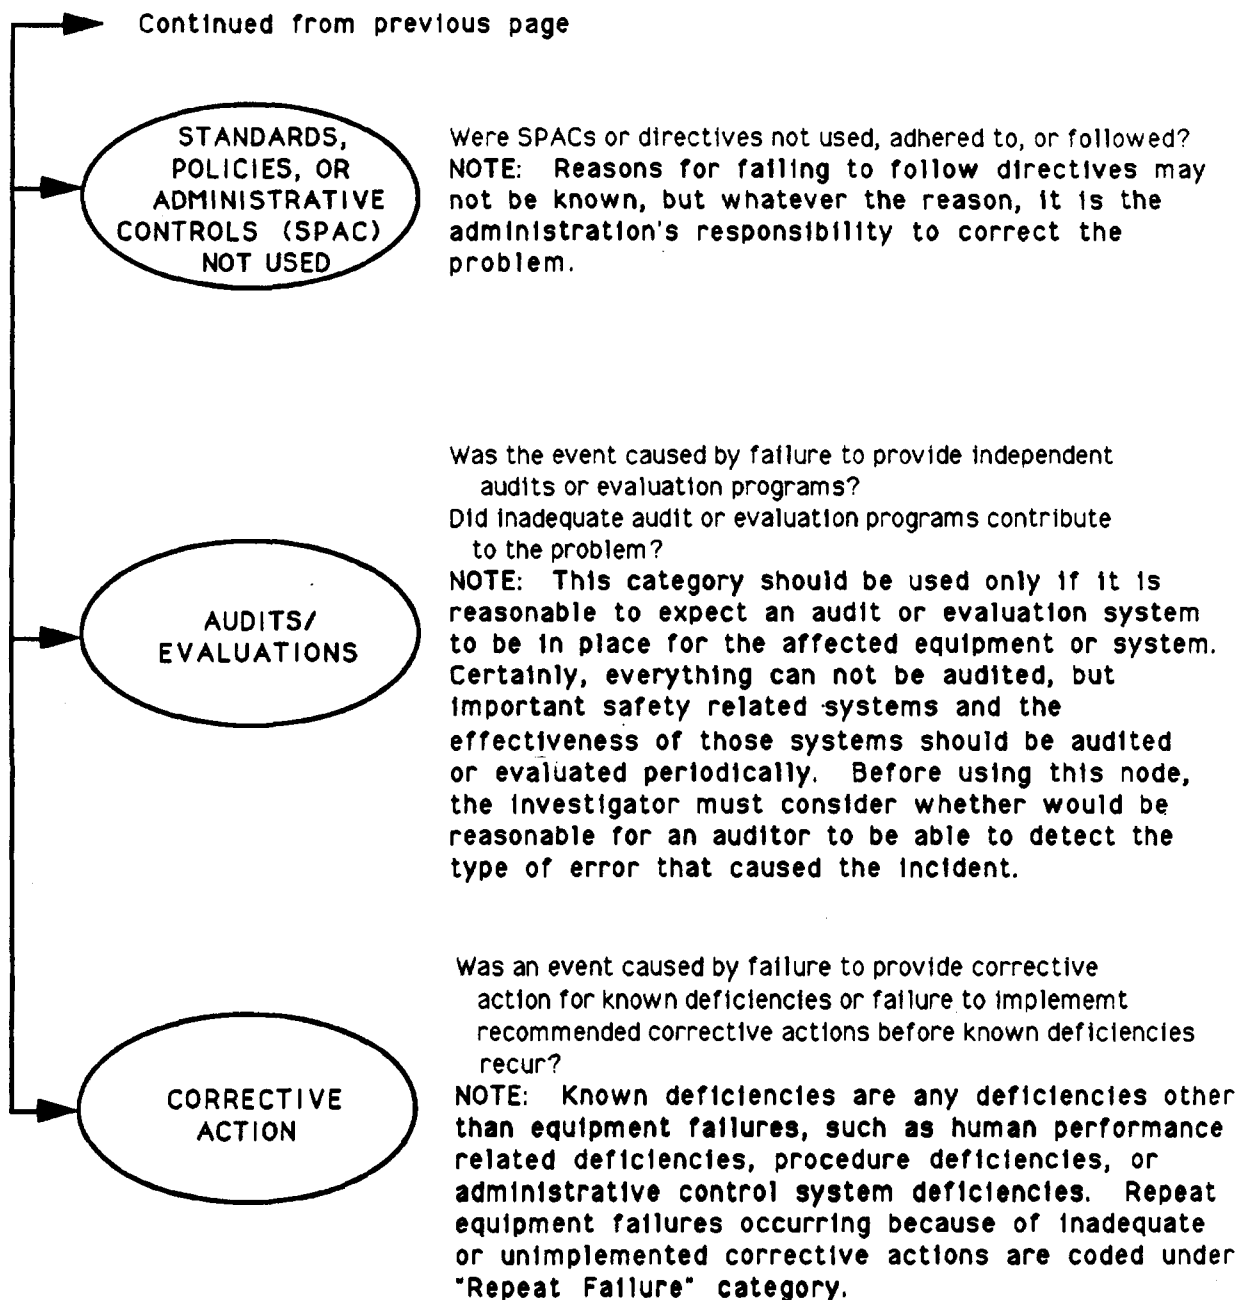 Continued from previous page
STANDARDS,
POLICIES, OR
ADMINISTRATIVE
CONTROLS (SPAC)
NOT USED
Were SPACs or directives not used, adhered to, or followed?
NOTE: Reasons for failing to follow directives may
not be known, but whatever the reason, it is the
administration's responsibility to correct the
problem.
AUDITS/
EVALUATIONS
Was the event caused by failure to provide independent
audits or evaluation programs?
Did inadequate audit or evaluation programs contribute
to the problem?
NOTE: This category should be used only if it is
reasonable to expect an audit or evaluation system
to be in place for the affected equipment or system.
Certainly, everything can not be audited, but
important safety related systems and the
effectiveness of those systems should be audited
or evaluated periodically. Before using this node,
the investigator must consider whether would be
reasonable for an auditor to be able to detect the
type of error that caused the incident.
CORRECTIVE
ACTION
Was an event caused by failure to provide corrective
action for known deficiencies or failure to implememt
recommended corrective actions before known deficiencies
recur?
NOTE: Known deficiencies are any deficiencies other
than equipment failures, such as human performance
related deficiencies, procedure deficiencies, or
administrative control system deficiencies. Repeat
equipment failures occurring because of inadequate
or unimplemented corrective actions are coded under
"Repeat Failure" category.